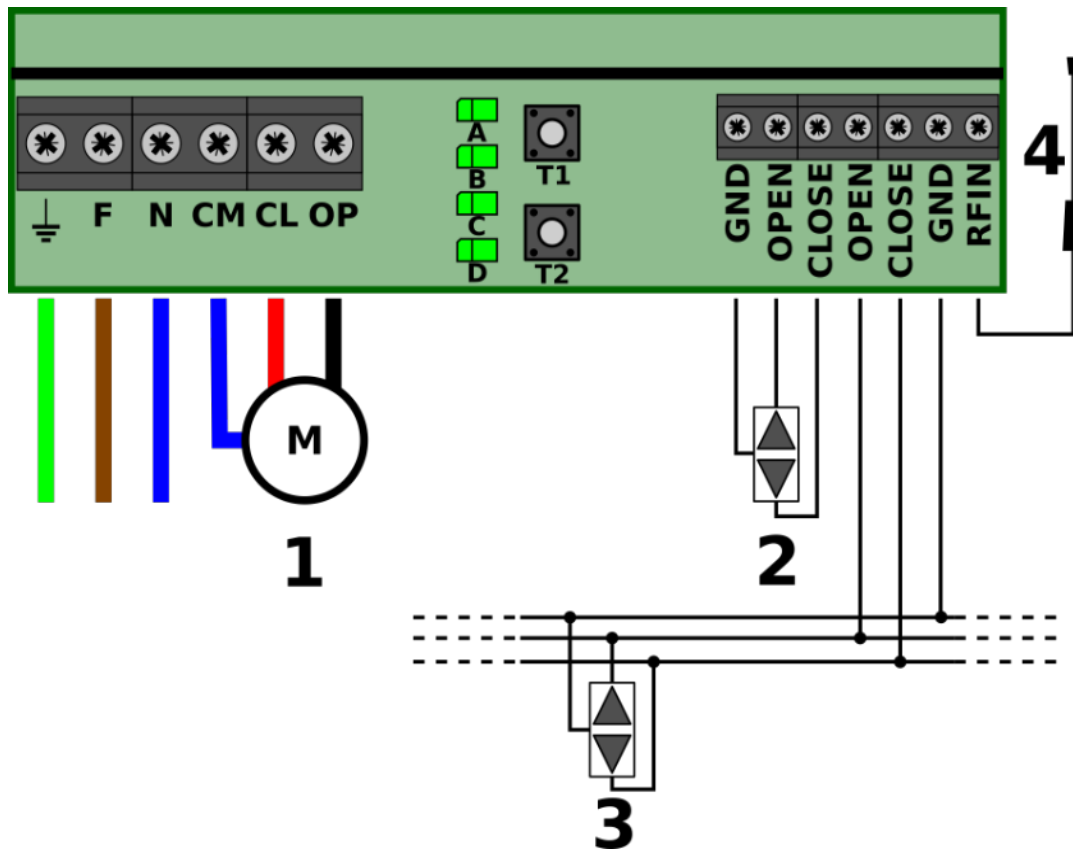 F N CM CL OP
A
B
C
D
T1
T2
GND OPEN CLOSE OPEN CLOSE GND RFIN
4
M
1
2
3